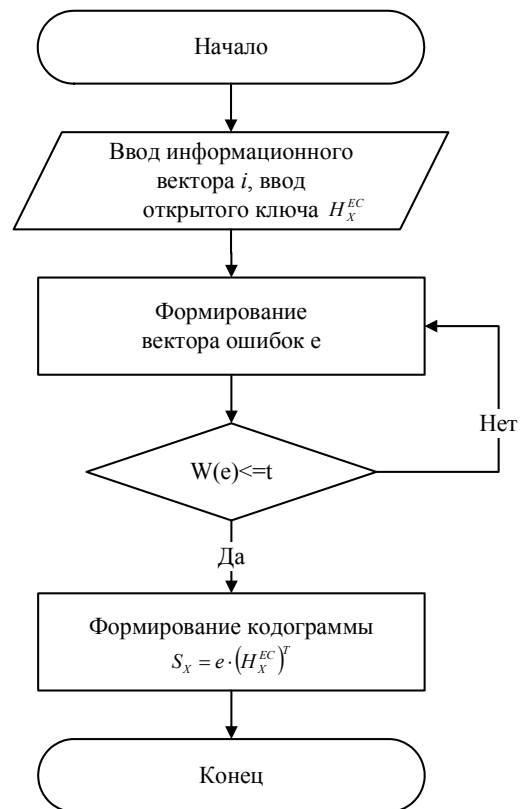 Начало
Ввод информационного
вектора i, ввод
открытого ключа H_X^{EC}
Формирование
вектора ошибок e
Нет
W(e)<=t
Да
Формирование кодограммы
S_X = e·(H_X^{EC})^T
Конец